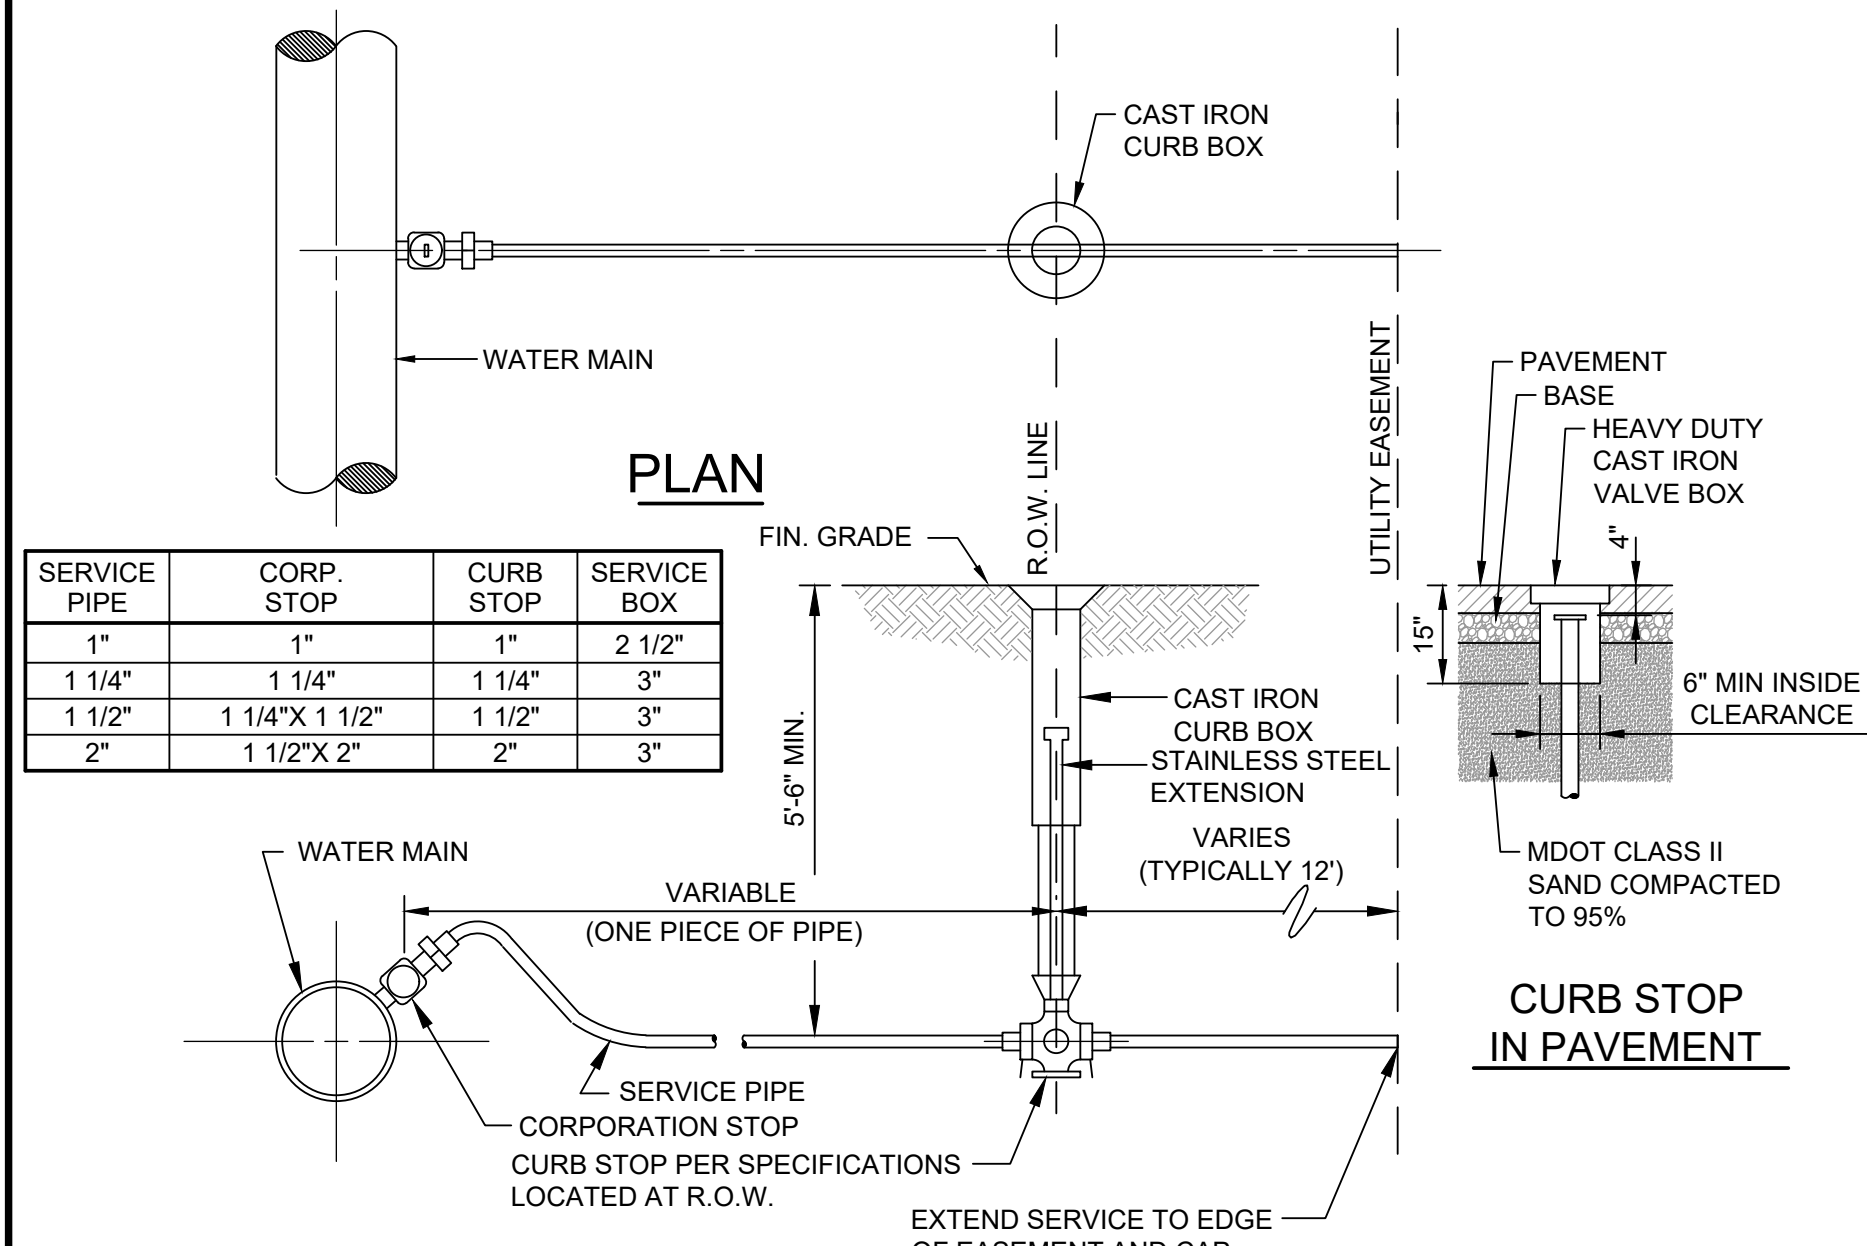 CAST IRON
CURB BOX
WATER MAIN
PLAN
R.O.W. LINE
UTILITY EASEMENT
PAVEMENT
BASE
HEAVY DUTY
CAST IRON
VALVE BOX
4"
15"
6" MIN INSIDE
CLEARANCE
MDOT CLASS II
SAND COMPACTED
TO 95%
CURB STOP
IN PAVEMENT
SERVICE PIPE CORP. STOP CURB STOP SERVICE BOX
1" 1" 1" 2 1/2"
1 1/4" 1 1/4" 1 1/4" 3"
1 1/2" 1 1/4"X 1 1/2" 1 1/2" 3"
2" 1 1/2"X 2" 2" 3"
FIN. GRADE
5'-6" MIN.
CAST IRON
CURB BOX
STAINLESS STEEL
EXTENSION
VARIES
(TYPICALLY 12')
WATER MAIN
VARIABLE
(ONE PIECE OF PIPE)
SERVICE PIPE
CORPORATION STOP
CURB STOP PER SPECIFICATIONS
LOCATED AT R.O.W.
EXTEND SERVICE TO EDGE
OF EASEMENT AND CAP